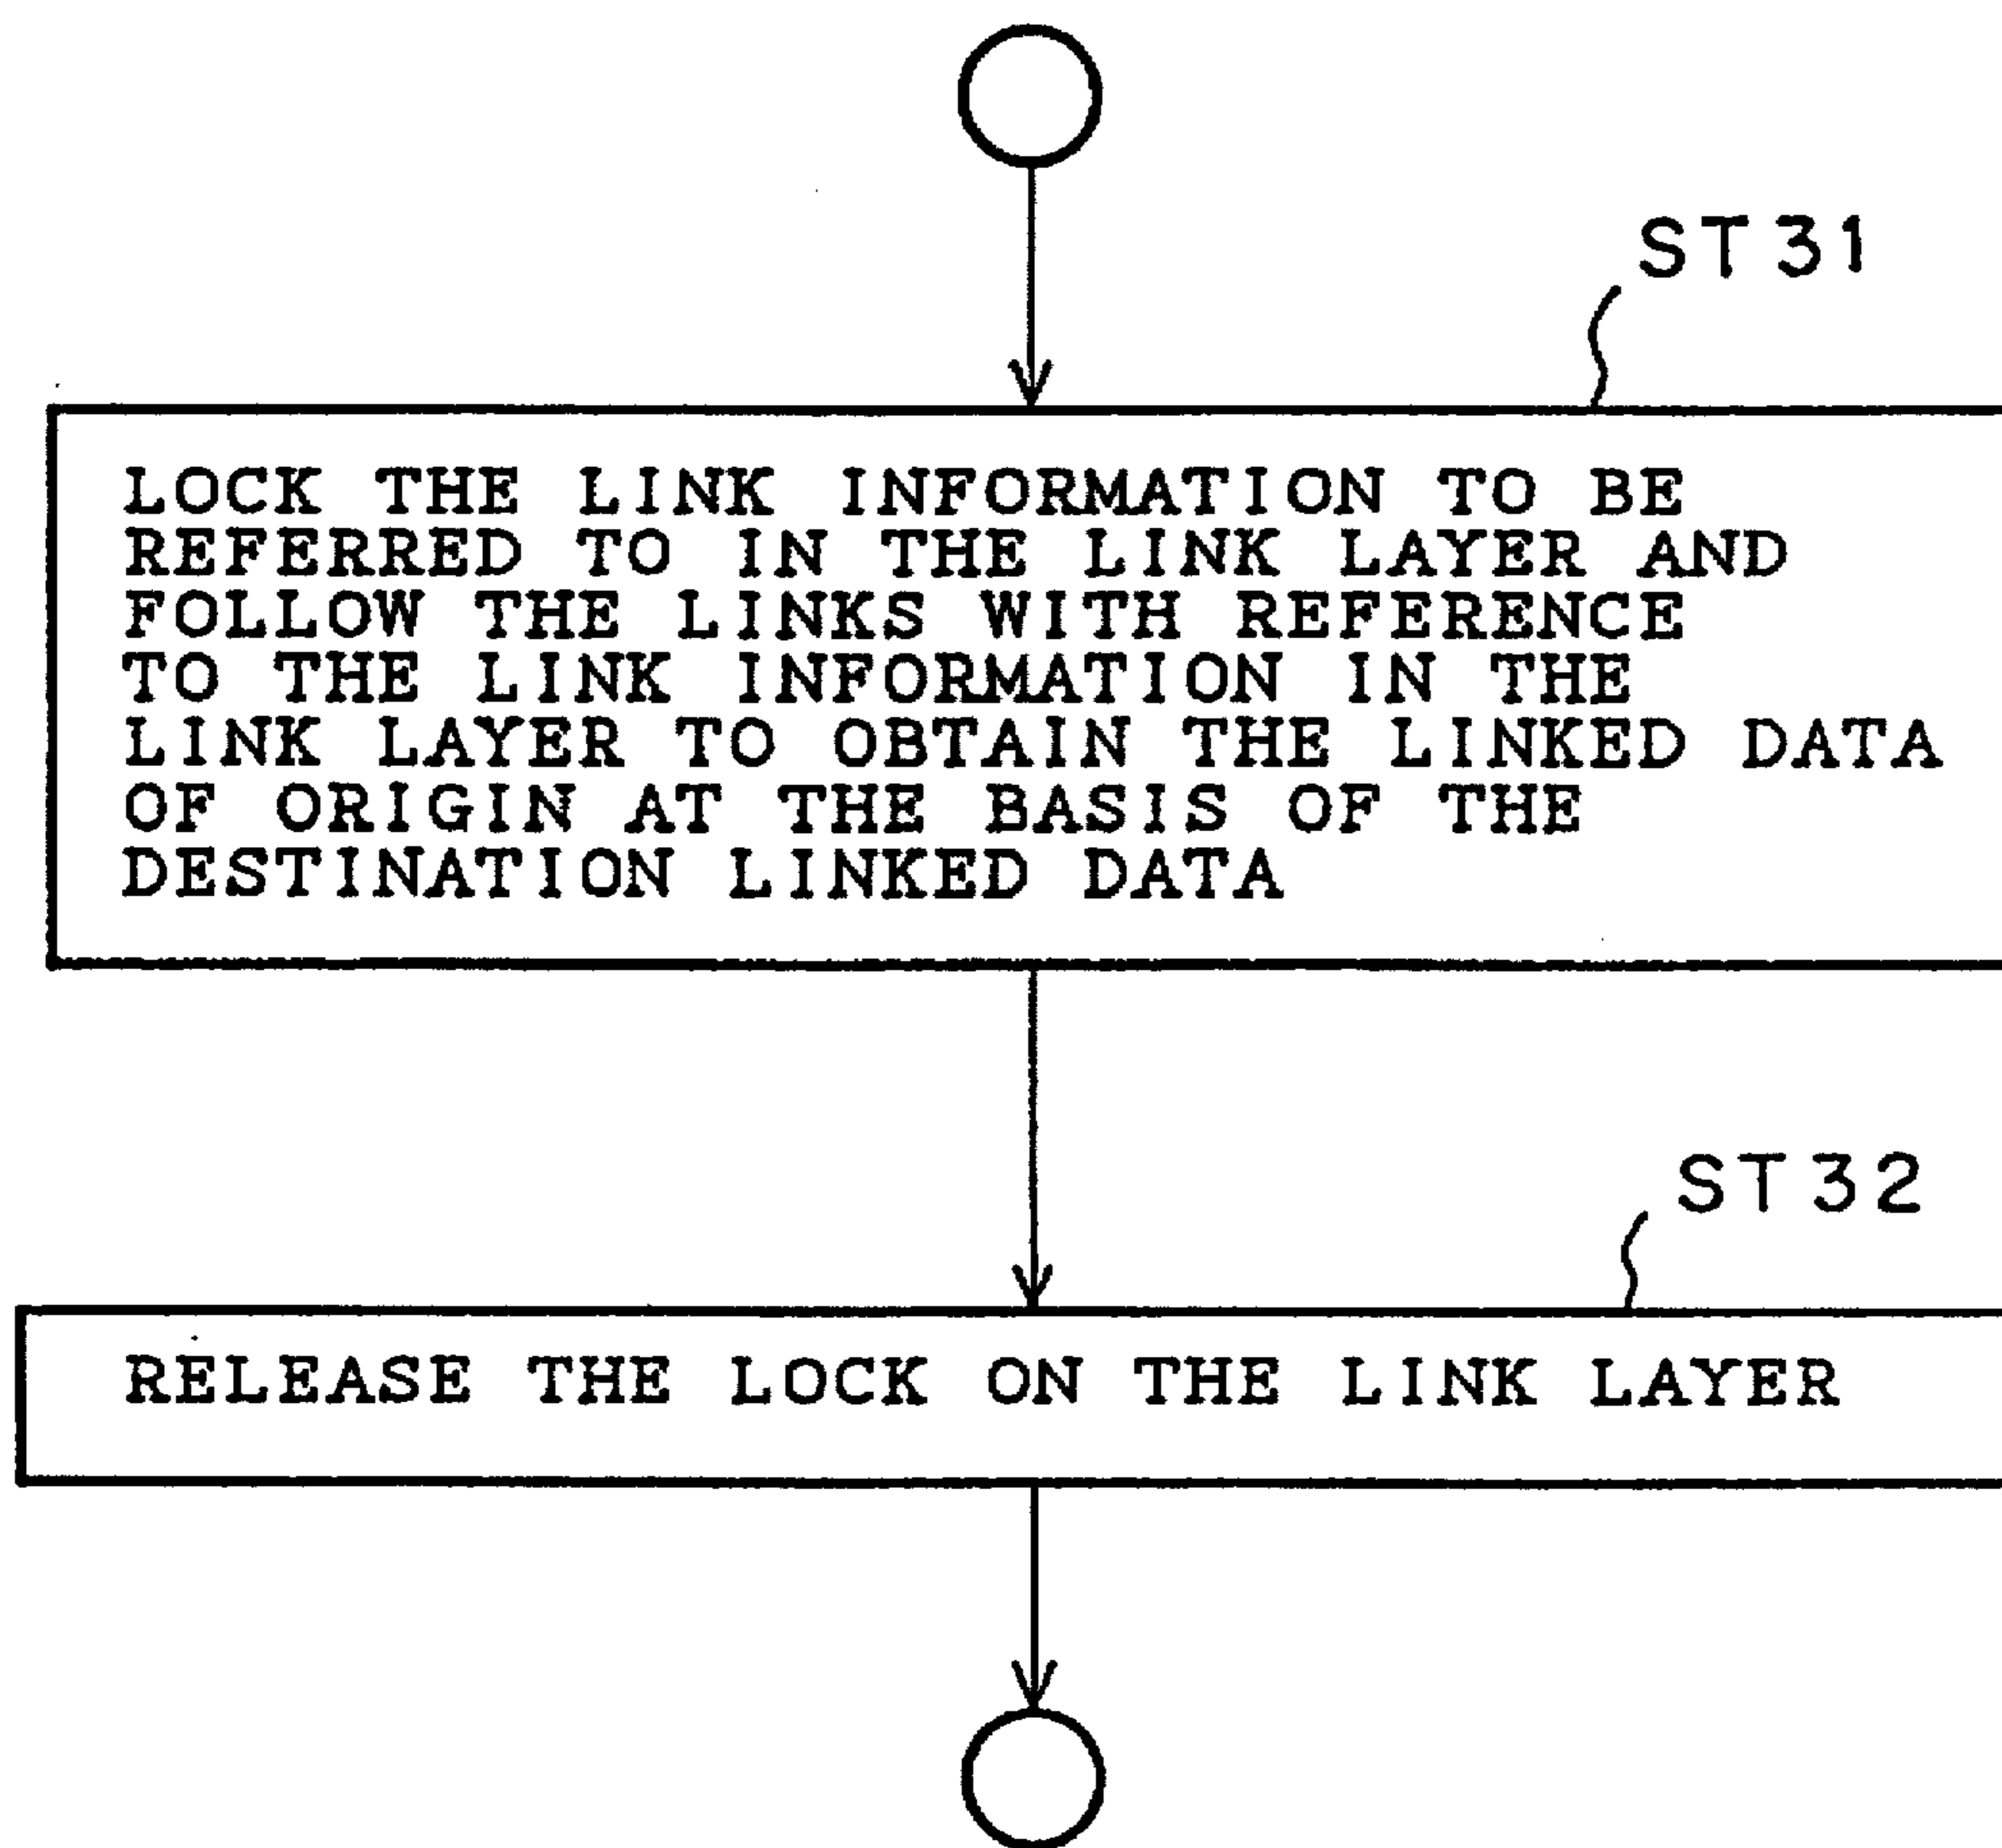 ST31
LOCK THE LINK INFORMATION TO BE
REFERRED TO IN THE LINK LAYER AND
FOLLOW THE LINKS WITH REFERENCE
TO THE LINK INFORMATION IN THE
LINK LAYER TO OBTAIN THE LINKED DATA
OF ORIGIN AT THE BASIS OF THE
DESTINATION LINKED DATA
ST32
RELEASE THE LOCK ON THE LINK LAYER